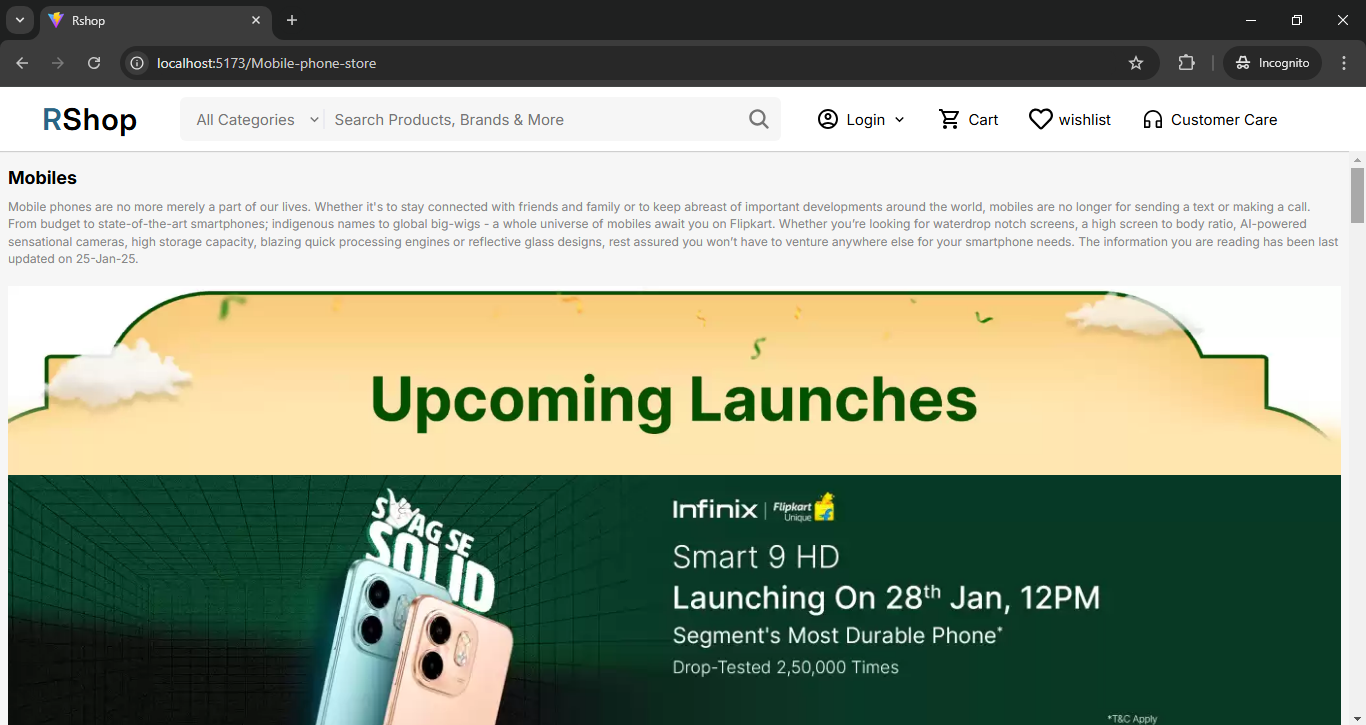 Rshop
localhost:5173/Mobile-phone-store
Incognito
RShop
All Categories
Search Products, Brands & More
Login
Cart
wishlist
Customer Care
Mobiles
Mobile phones are no more merely a part of our lives. Whether it's to stay connected with friends and family or to keep abreast of important developments around the world, mobiles are no longer for sending a text or making a call.
From budget to state-of-the-art smartphones; indigenous names to global big-wigs - a whole universe of mobiles await you on Flipkart. Whether you're looking for waterdrop notch screens, a high screen to body ratio, AI-powered
sensational cameras, high storage capacity, blazing quick processing engines or reflective glass designs, rest assured you won't have to venture anywhere else for your smartphone needs. The information you are reading has been last
updated on 25-Jan-25.
Upcoming Launches
SWAG SE
SOLID
Infinix | Flipkart
Unique
Smart 9 HD
Launching On 28th Jan, 12PM
Segment's Most Durable Phone*
Drop-Tested 2,50,000 Times
*T&C Apply